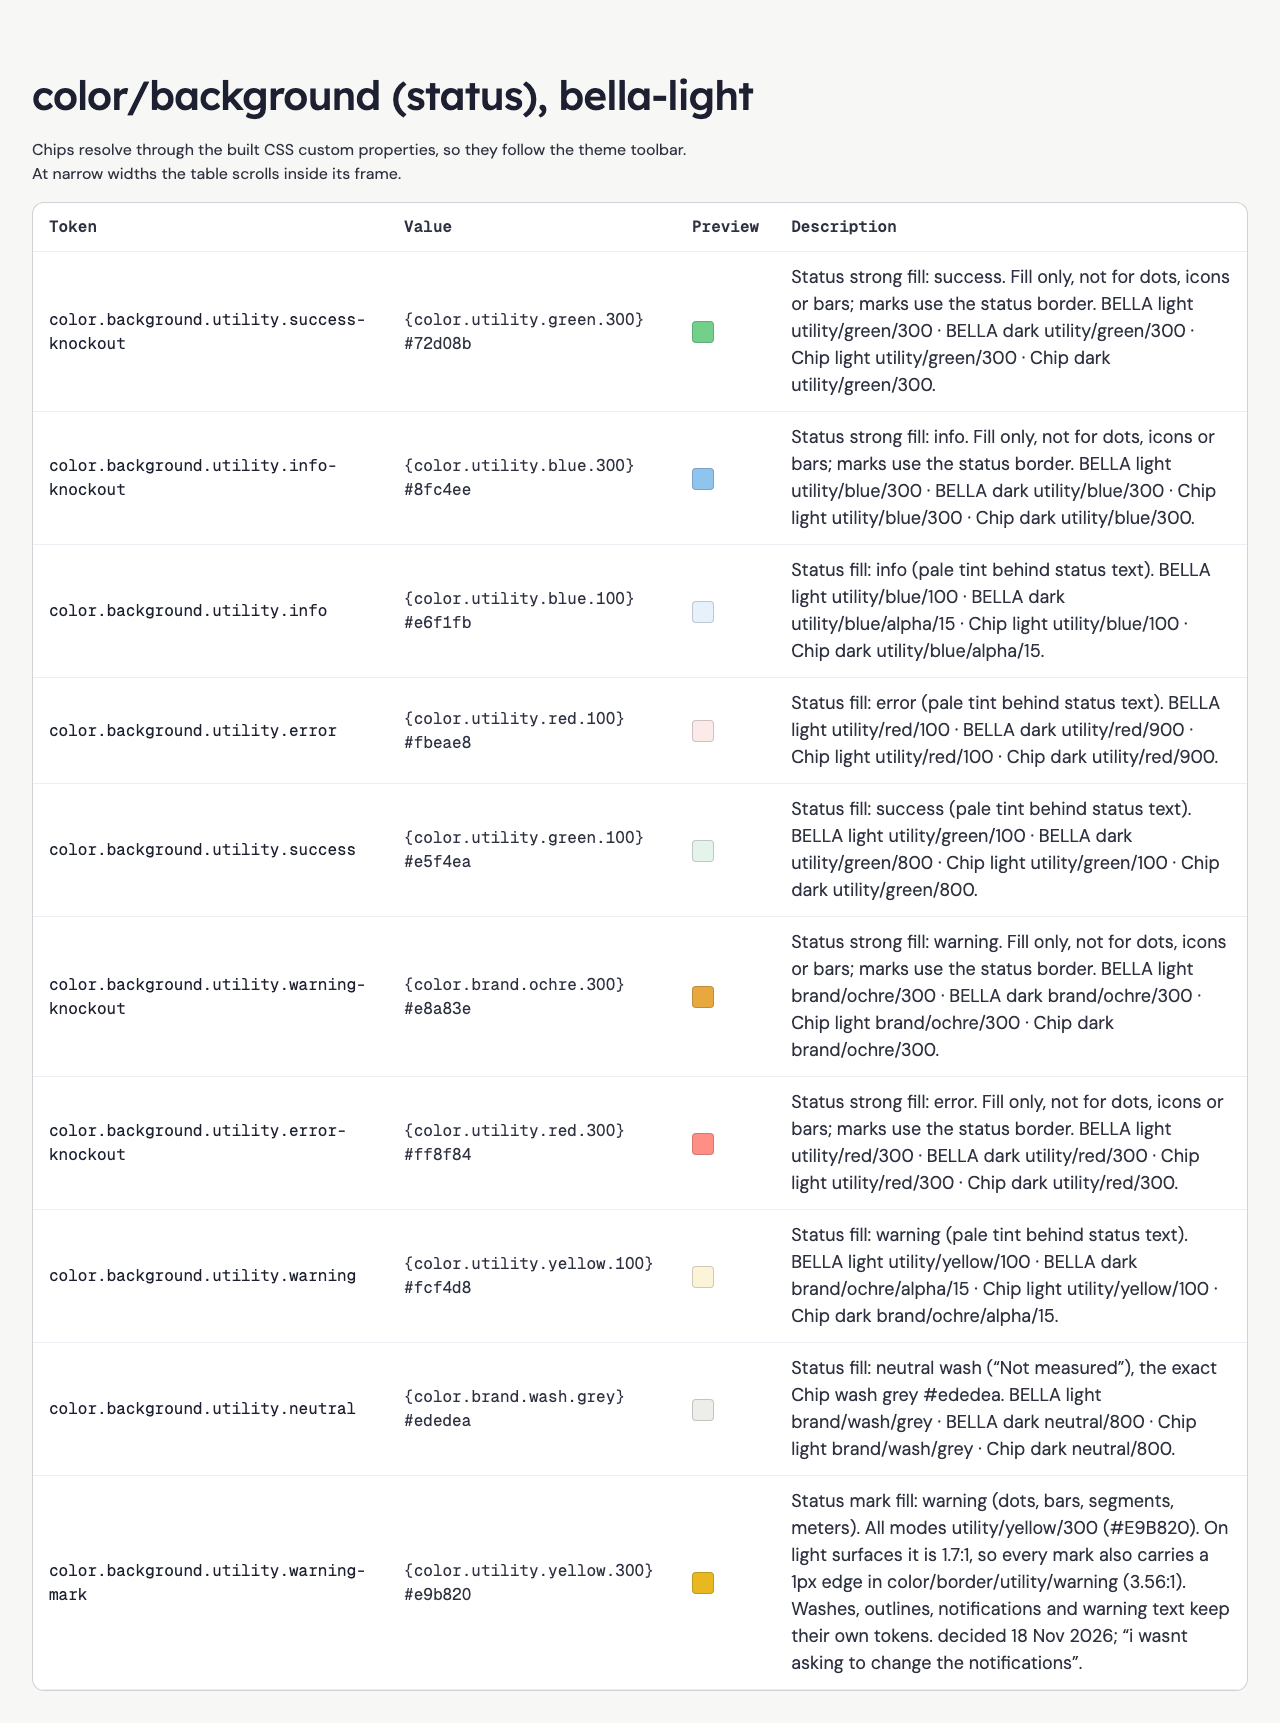 color/background (status), bella-light
Chips resolve through the built CSS custom properties, so they follow the theme toolbar.
At narrow widths the table scrolls inside its frame.
Token Value Preview Description
color.background.utility.success-
knockout
{color.utility.green.300}
#72d08b
Status strong fill: success. Fill only, not for dots, icons
or bars; marks use the status border. BELLA light
utility/green/300 · BELLA dark utility/green/300 ·
Chip light utility/green/300 · Chip dark
utility/green/300.
color.background.utility.info-
knockout
{color.utility.blue.300}
#8fc4ee
Status strong fill: info. Fill only, not for dots, icons or
bars; marks use the status border. BELLA light
utility/blue/300 · BELLA dark utility/blue/300 · Chip
light utility/blue/300 · Chip dark utility/blue/300.
color.background.utility.info
{color.utility.blue.100}
#e6f1fb
Status fill: info (pale tint behind status text). BELLA
light utility/blue/100 · BELLA dark
utility/blue/alpha/15 · Chip light utility/blue/100 ·
Chip dark utility/blue/alpha/15.
color.background.utility.error
{color.utility.red.100}
#fbeae8
Status fill: error (pale tint behind status text). BELLA
light utility/red/100 · BELLA dark utility/red/900 ·
Chip light utility/red/100 · Chip dark utility/red/900.
color.background.utility.success
{color.utility.green.100}
#e5f4ea
Status fill: success (pale tint behind status text).
BELLA light utility/green/100 · BELLA dark
utility/green/800 · Chip light utility/green/100 · Chip
dark utility/green/800.
color.background.utility.warning-
knockout
{color.brand.ochre.300}
#e8a83e
Status strong fill: warning. Fill only, not for dots, icons
or bars; marks use the status border. BELLA light
brand/ochre/300 · BELLA dark brand/ochre/300 ·
Chip light brand/ochre/300 · Chip dark
brand/ochre/300.
color.background.utility.error-
knockout
{color.utility.red.300}
#ff8f84
Status strong fill: error. Fill only, not for dots, icons or
bars; marks use the status border. BELLA light
utility/red/300 · BELLA dark utility/red/300 · Chip
light utility/red/300 · Chip dark utility/red/300.
color.background.utility.warning
{color.utility.yellow.100}
#fcf4d8
Status fill: warning (pale tint behind status text).
BELLA light utility/yellow/100 · BELLA dark
brand/ochre/alpha/15 · Chip light utility/yellow/100 ·
Chip dark brand/ochre/alpha/15.
color.background.utility.neutral
{color.brand.wash.grey}
#ededea
Status fill: neutral wash (“Not measured”), the exact
Chip wash grey #ededea. BELLA light
brand/wash/grey · BELLA dark neutral/800 · Chip
light brand/wash/grey · Chip dark neutral/800.
color.background.utility.warning-
mark
{color.utility.yellow.300}
#e9b820
Status mark fill: warning (dots, bars, segments,
meters). All modes utility/yellow/300 (#E9B820). On
light surfaces it is 1.7:1, so every mark also carries a
1px edge in color/border/utility/warning (3.56:1).
Washes, outlines, notifications and warning text keep
their own tokens. decided 18 Nov 2026; “i wasnt
asking to change the notifications”.